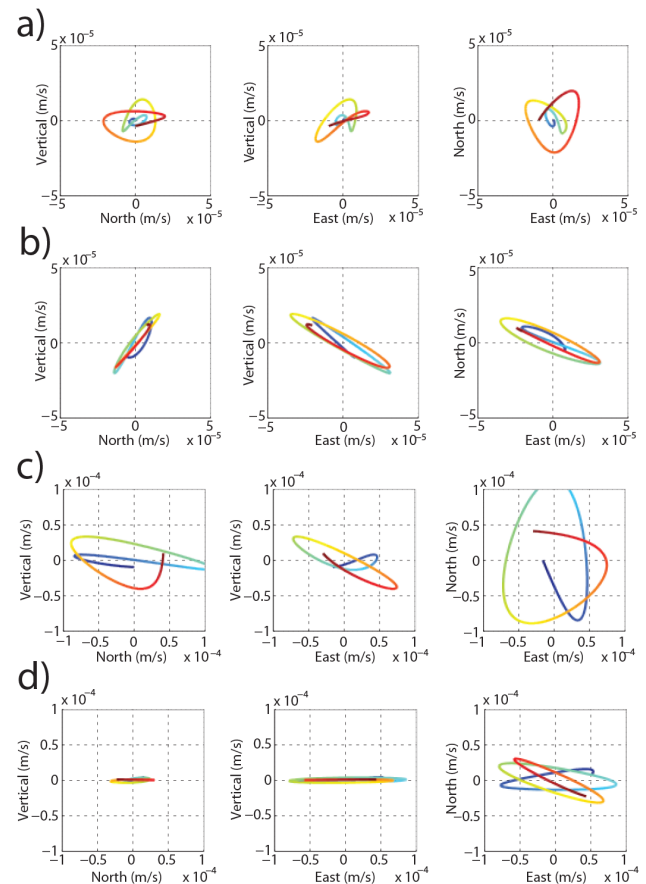 a)
5 x 10⁻⁵
Vertical (m/s)
0
−5
−5 0 5
North (m/s) x 10⁻⁵
5 x 10⁻⁵
Vertical (m/s)
0
−5
−5 0 5
East (m/s) x 10⁻⁵
5 x 10⁻⁵
North (m/s)
0
−5
−5 0 5
East (m/s) x 10⁻⁵
b)
5 x 10⁻⁵
Vertical (m/s)
0
−5
−5 0 5
North (m/s) x 10⁻⁵
5 x 10⁻⁵
Vertical (m/s)
0
−5
−5 0 5
East (m/s) x 10⁻⁵
5 x 10⁻⁵
North (m/s)
0
−5
−5 0 5
East (m/s) x 10⁻⁵
c)
1 x 10⁻⁴
Vertical (m/s)
0.5
0
−0.5
−1
−1 −0.5 0 0.5 1
North (m/s) x 10⁻⁴
1 x 10⁻⁴
Vertical (m/s)
0.5
0
−0.5
−1
−1 −0.5 0 0.5 1
East (m/s) x 10⁻⁴
1 x 10⁻⁴
North (m/s)
0.5
0
−0.5
−1
−1 −0.5 0 0.5 1
East (m/s) x 10⁻⁴
d)
1 x 10⁻⁴
Vertical (m/s)
0.5
0
−0.5
−1
−1 −0.5 0 0.5 1
North (m/s) x 10⁻⁴
1 x 10⁻⁴
Vertical (m/s)
0.5
0
−0.5
−1
−1 −0.5 0 0.5 1
East (m/s) x 10⁻⁴
1 x 10⁻⁴
North (m/s)
0.5
0
−0.5
−1
−1 −0.5 0 0.5 1
East (m/s) x 10⁻⁴